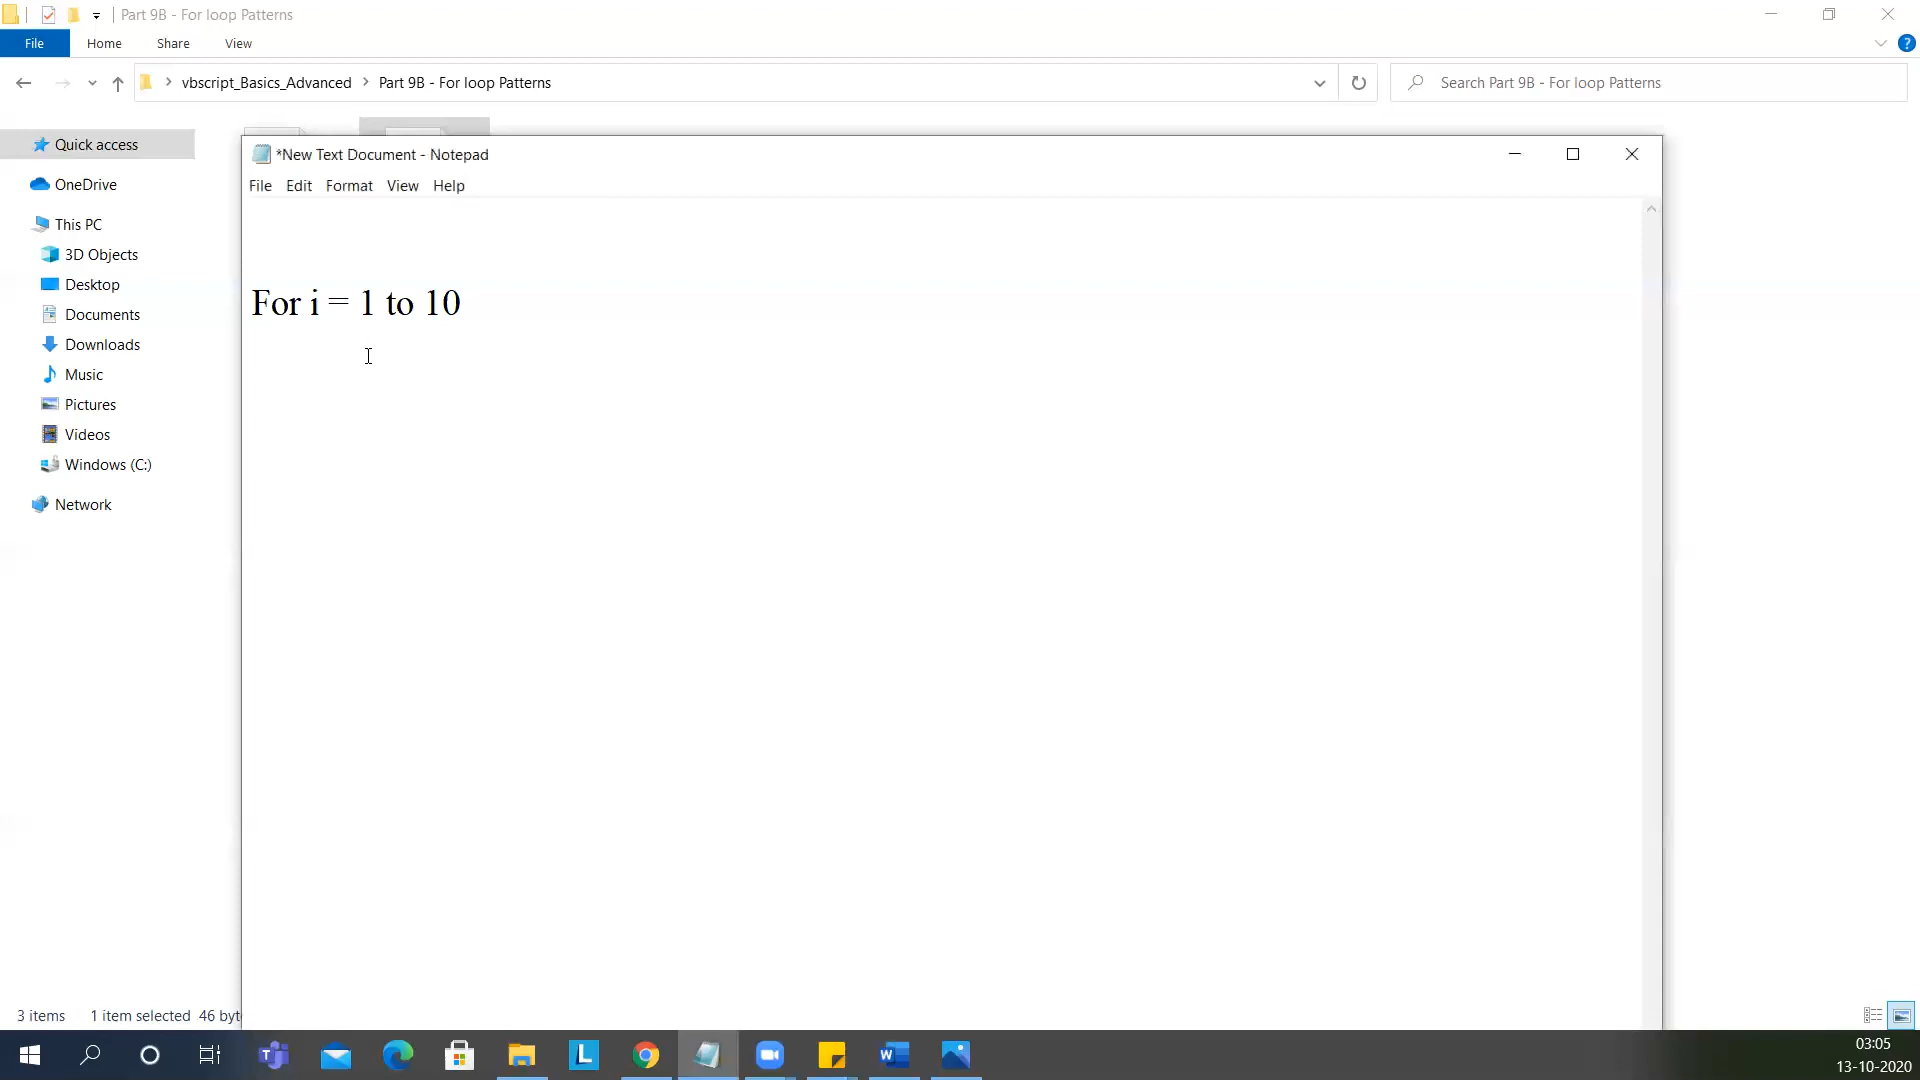 Part 9B - For loop Patterns
File Home Share View
vbscript_Basics_Advanced Part 9B - For loop Patterns
Search Part 9B - For loop Patterns
Quick access
OneDrive
This PC
3D Objects
Desktop
Documents
Downloads
Music
Pictures
Videos
Windows (C:)
Network
*New Text Document - Notepad
File Edit Format View Help
For i = 1 to 10
3 items 1 item selected 46 byt
03:05
13-10-2020